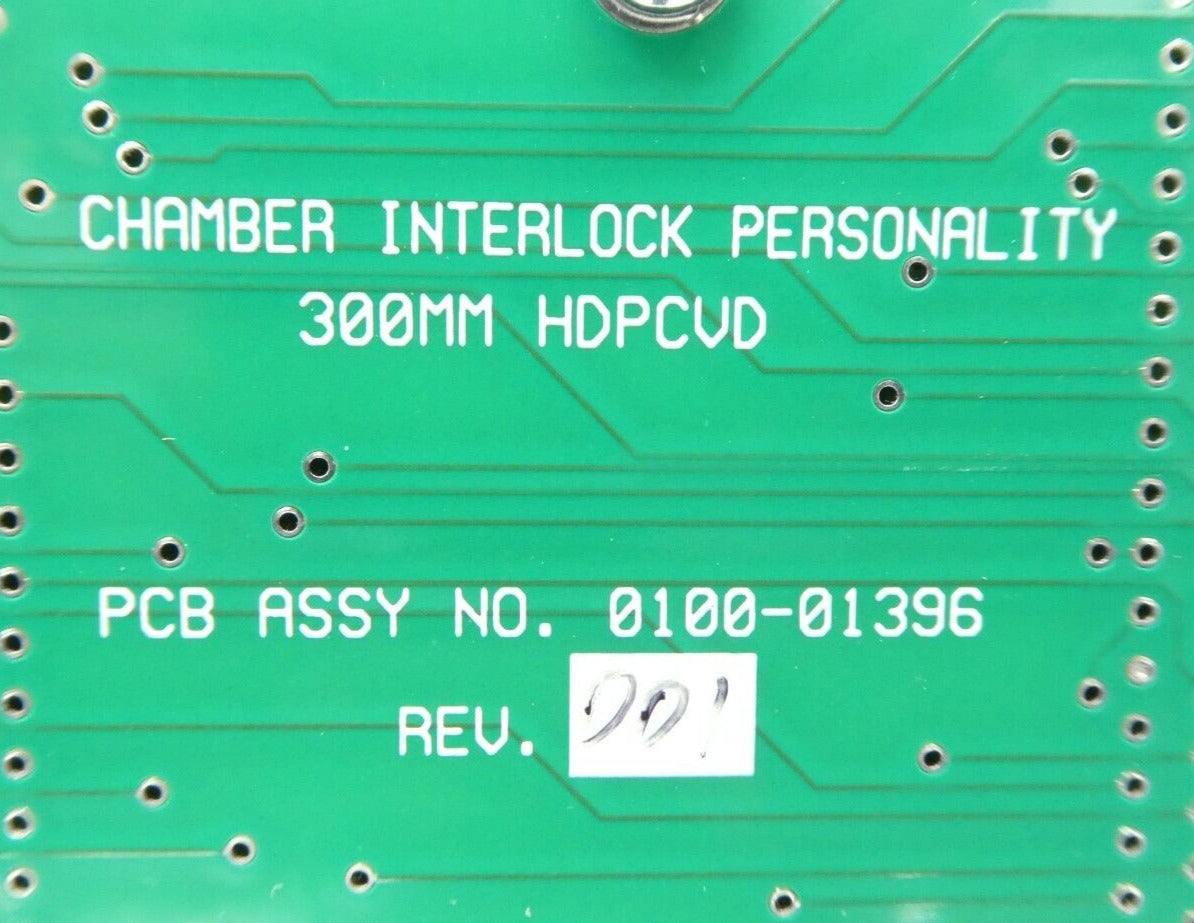 CHAMBER INTERLOCK PERSONALITY
300MM HDPCVD
PCB ASSY NO. 0100-01396
REV. 001